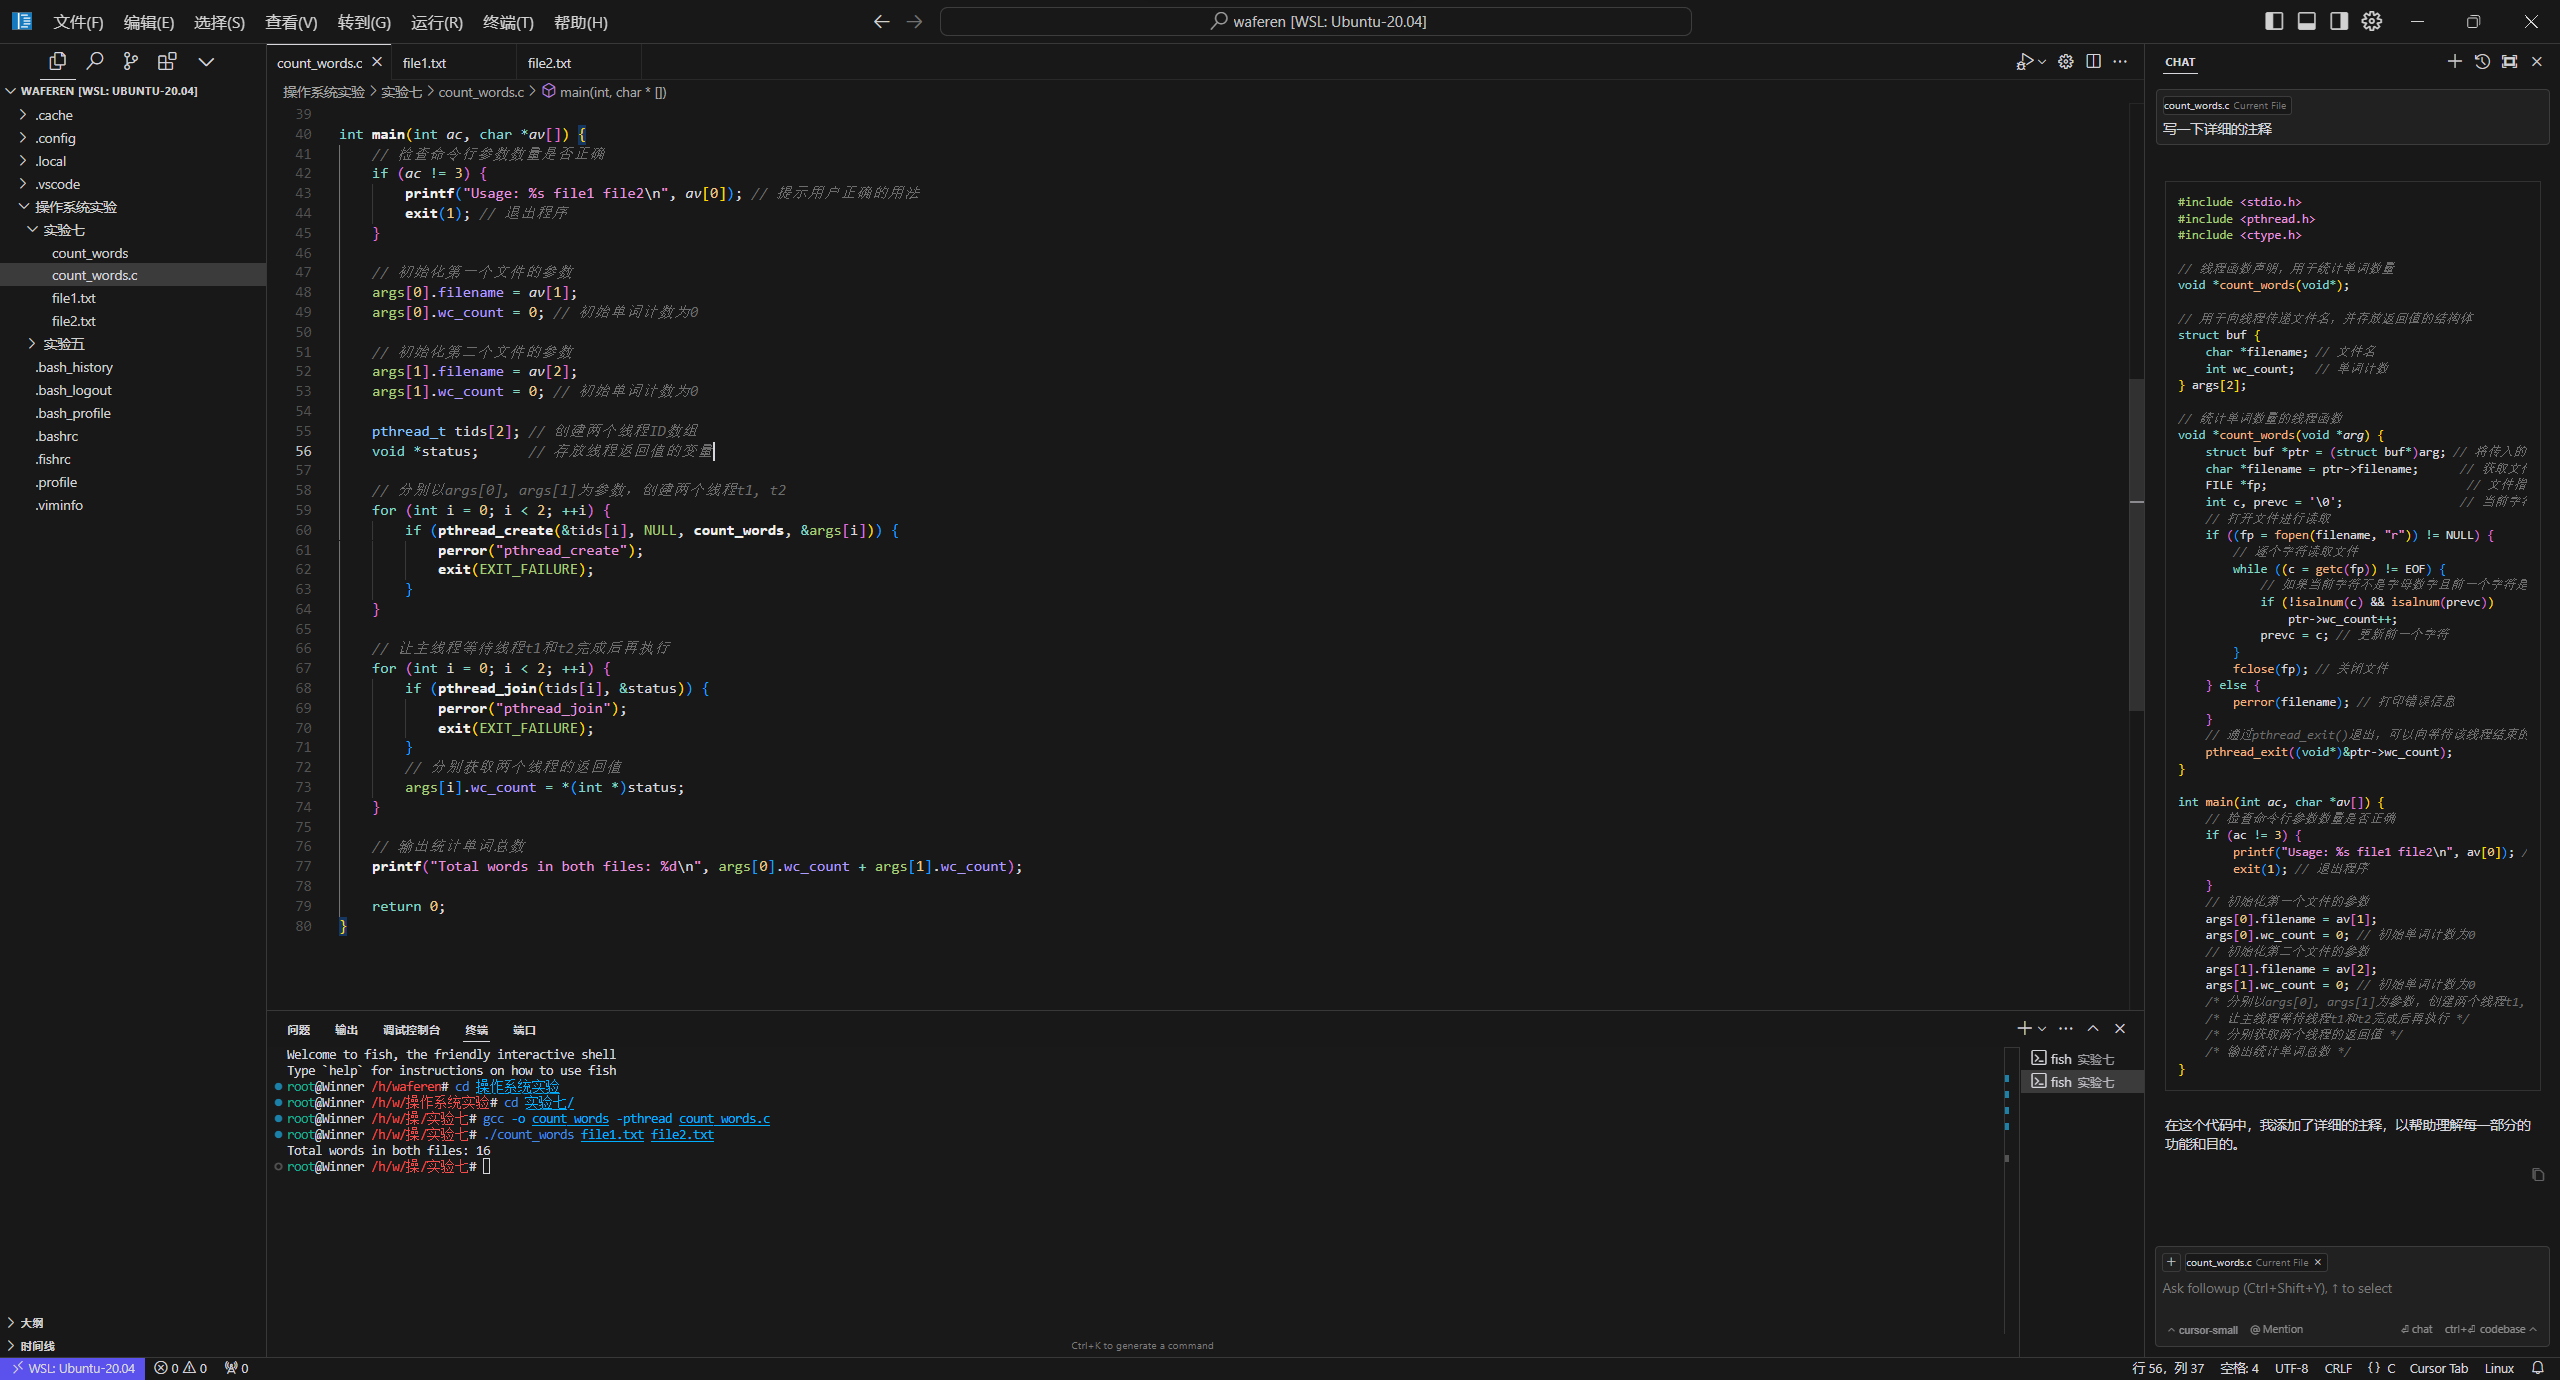 文件(F) 编辑(E) 选择(S) 查看(V) 转到(G) 运行(R) 终端(T) 帮助(H)
waferen [WSL: Ubuntu-20.04]
WAFEREN [WSL: UBUNTU-20.04]
.cache
.config
.local
.vscode
操作系统实验
实验七
count_words
count_words.c
file1.txt
file2.txt
实验五
.bash_history
.bash_logout
.bash_profile
.bashrc
.fishrc
.profile
.viminfo
大纲
时间线
count_words.c file1.txt file2.txt
操作系统实验 > 实验七 > count_words.c > main(int, char * [])
39
40 int main(int ac, char *av[]) {
41 // 检查命令行参数数量是否正确
42 if (ac != 3) {
43 printf("Usage: %s file1 file2\n", av[0]); // 提示用户正确的用法
44 exit(1); // 退出程序
45 }
46
47 // 初始化第一个文件的参数
48 args[0].filename = av[1];
49 args[0].wc_count = 0; // 初始单词计数为0
50
51 // 初始化第二个文件的参数
52 args[1].filename = av[2];
53 args[1].wc_count = 0; // 初始单词计数为0
54
55 pthread_t tids[2]; // 创建两个线程ID数组
56 void *status; // 存放线程返回值的变量
57
58 // 分别以args[0], args[1]为参数，创建两个线程t1, t2
59 for (int i = 0; i < 2; ++i) {
60 if (pthread_create(&tids[i], NULL, count_words, &args[i])) {
61 perror("pthread_create");
62 exit(EXIT_FAILURE);
63 }
64 }
65
66 // 让主线程等待线程t1和t2完成后再执行
67 for (int i = 0; i < 2; ++i) {
68 if (pthread_join(tids[i], &status)) {
69 perror("pthread_join");
70 exit(EXIT_FAILURE);
71 }
72 // 分别获取两个线程的返回值
73 args[i].wc_count = *(int *)status;
74 }
75
76 // 输出统计单词总数
77 printf("Total words in both files: %d\n", args[0].wc_count + args[1].wc_count);
78
79 return 0;
80 }
问题 输出 调试控制台 终端 端口
Welcome to fish, the friendly interactive shell
Type `help` for instructions on how to use fish
root@Winner /h/waferen# cd 操作系统实验
root@Winner /h/w/操作系统实验# cd 实验七/
root@Winner /h/w/操/实验七# gcc -o count_words -pthread count_words.c
root@Winner /h/w/操/实验七# ./count_words file1.txt file2.txt
Total words in both files: 16
root@Winner /h/w/操/实验七#
fish 实验七
fish 实验七
Ctrl+K to generate a command
CHAT
count_words.c Current File
写一下详细的注释
#include <stdio.h>
#include <pthread.h>
#include <ctype.h>
// 线程函数声明，用于统计单词数量
void *count_words(void*);
// 用于向线程传递文件名，并存放返回值的结构体
struct buf {
char *filename; // 文件名
int wc_count; // 单词计数
} args[2];
// 统计单词数量的线程函数
void *count_words(void *arg) {
struct buf *ptr = (struct buf*)arg; // 将传入的
char *filename = ptr->filename; // 获取文件
FILE *fp; // 文件指
int c, prevc = '\0'; // 当前字符
// 打开文件进行读取
if ((fp = fopen(filename, "r")) != NULL) {
// 逐个字符读取文件
while ((c = getc(fp)) != EOF) {
// 如果当前字符不是字母数字且前一个字符是
if (!isalnum(c) && isalnum(prevc))
ptr->wc_count++;
prevc = c; // 更新前一个字符
}
fclose(fp); // 关闭文件
} else {
perror(filename); // 打印错误信息
}
// 通过pthread_exit()退出，可以向等待该线程结束的
pthread_exit((void*)&ptr->wc_count);
}
int main(int ac, char *av[]) {
// 检查命令行参数数量是否正确
if (ac != 3) {
printf("Usage: %s file1 file2\n", av[0]); /
exit(1); // 退出程序
}
// 初始化第一个文件的参数
args[0].filename = av[1];
args[0].wc_count = 0; // 初始单词计数为0
// 初始化第二个文件的参数
args[1].filename = av[2];
args[1].wc_count = 0; // 初始单词计数为0
/* 分别以args[0], args[1]为参数，创建两个线程t1,
/* 让主线程等待线程t1和t2完成后再执行 */
/* 分别获取两个线程的返回值 */
/* 输出统计单词总数 */
}
在这个代码中，我添加了详细的注释，以帮助理解每一部分的
功能和目的。
count_words.c Current File
Ask followup (Ctrl+Shift+Y), ↑ to select
cursor-small @ Mention ⏎ chat ctrl+⏎ codebase
WSL: Ubuntu-20.04 0 0 0 行 56，列 37 空格: 4 UTF-8 CRLF {} C Cursor Tab Linux